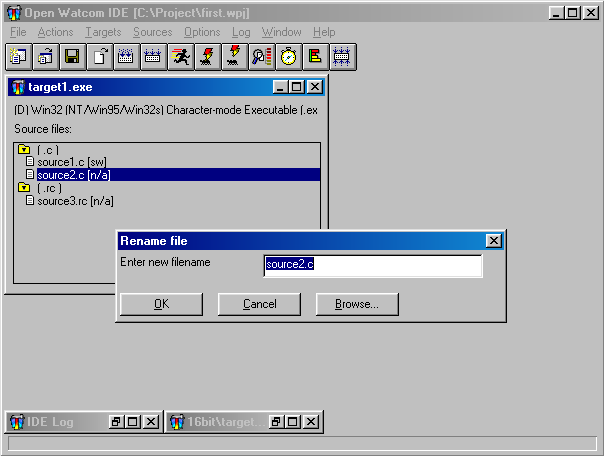 Open Watcom IDE [C:\Project\first.wpj]
File Actions Targets Sources Options Log Window Help
target1.exe
(D) Win32 (NT/Win95/Win32s) Character-mode Executable (.ex
Source files:
(.c)
source1.c [sw]
source2.c [n/a]
(.rc)
source3.rc [n/a]
Rename file
Enter new filename source2.c
OK Cancel Browse...
IDE Log 16bit\target...